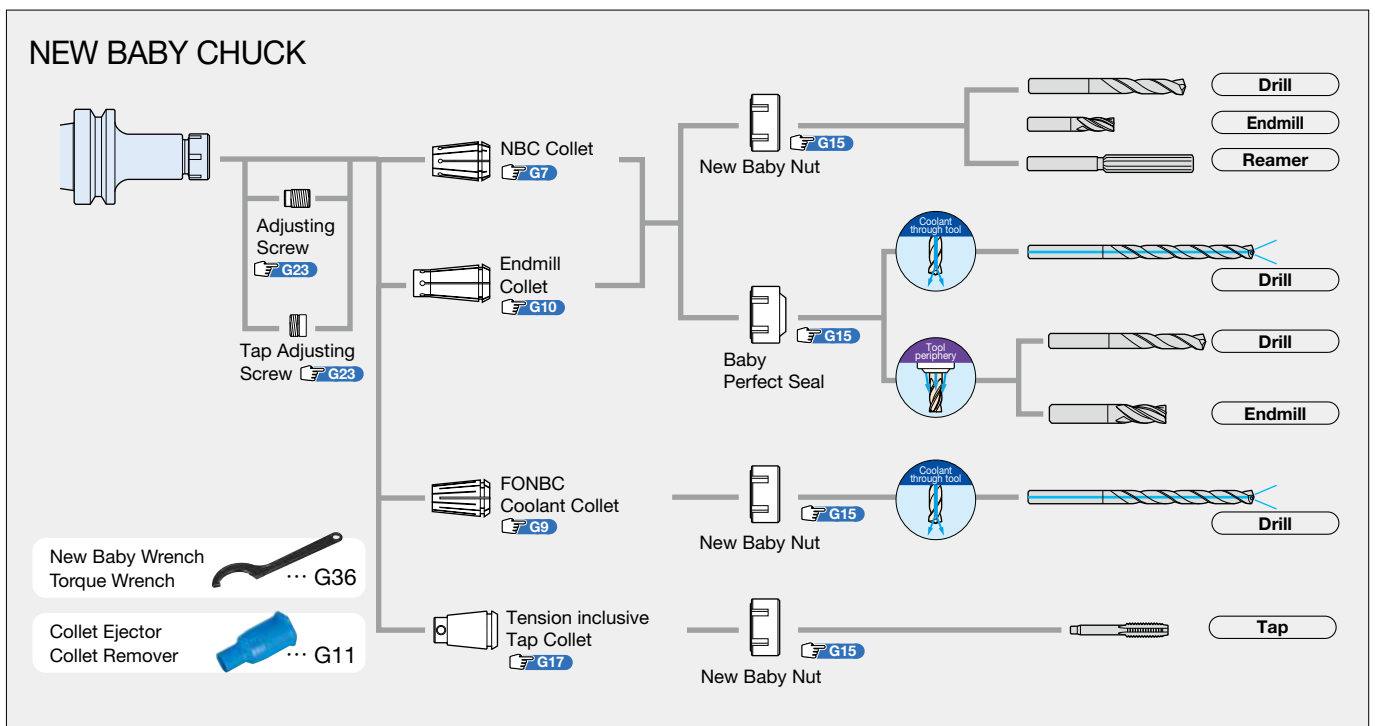 NEW BABY CHUCK
Adjusting
Screw
G23
Tap Adjusting
Screw G23
NBC Collet
G7
Endmill
Collet
G10
FONBC
Coolant Collet
G9
Tension inclusive
Tap Collet
G17
G15
New Baby Nut
G15
Baby
Perfect Seal
G15
New Baby Nut
G15
New Baby Nut
Coolant
through tool
Tool
periphery
Coolant
through tool
Drill
Endmill
Reamer
Drill
Drill
Endmill
Drill
Tap
New Baby Wrench
Torque Wrench
··· G36
Collet Ejector
Collet Remover
··· G11